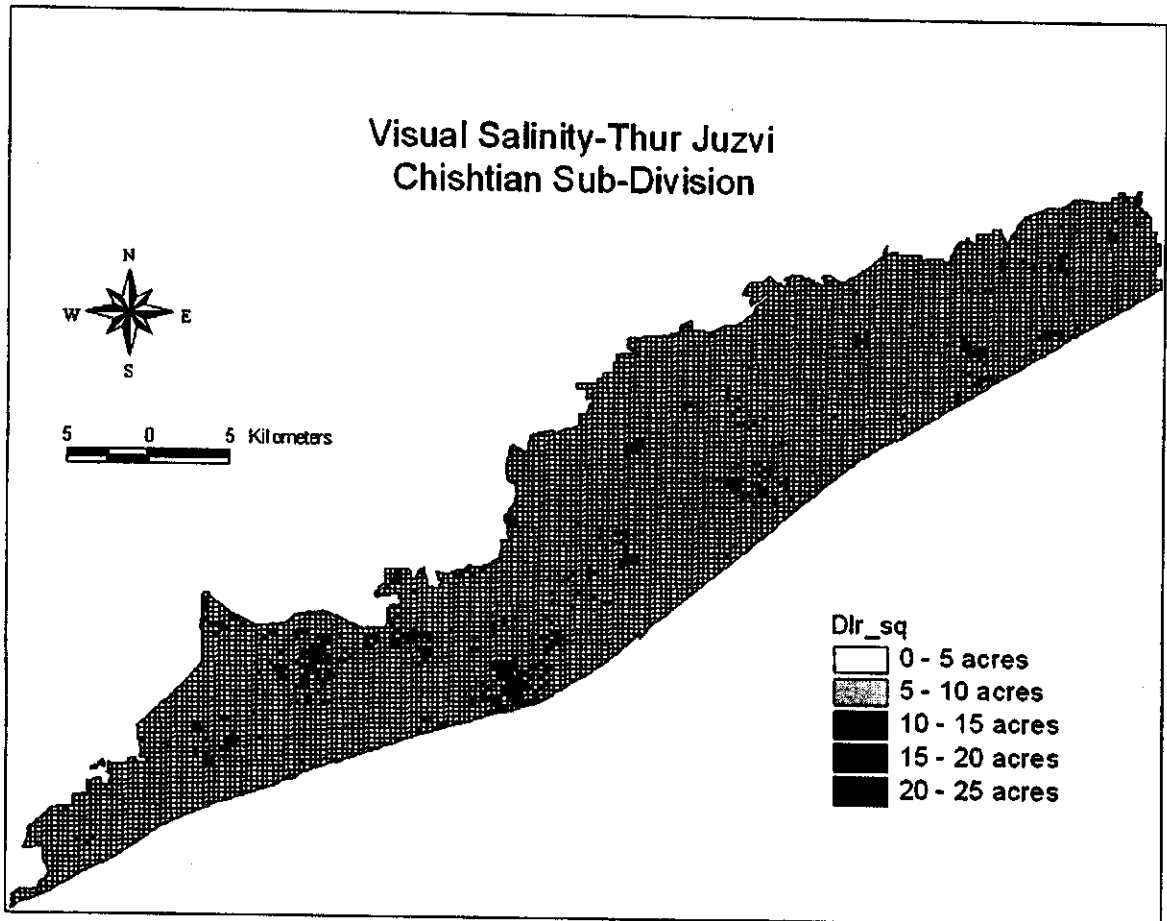 Visual Salinity-Thur Juzvi
Chishtian Sub-Division
N
W E
S
5 0 5 Kilometers
Dlr_sq
0 - 5 acres
5 - 10 acres
10 - 15 acres
15 - 20 acres
20 - 25 acres